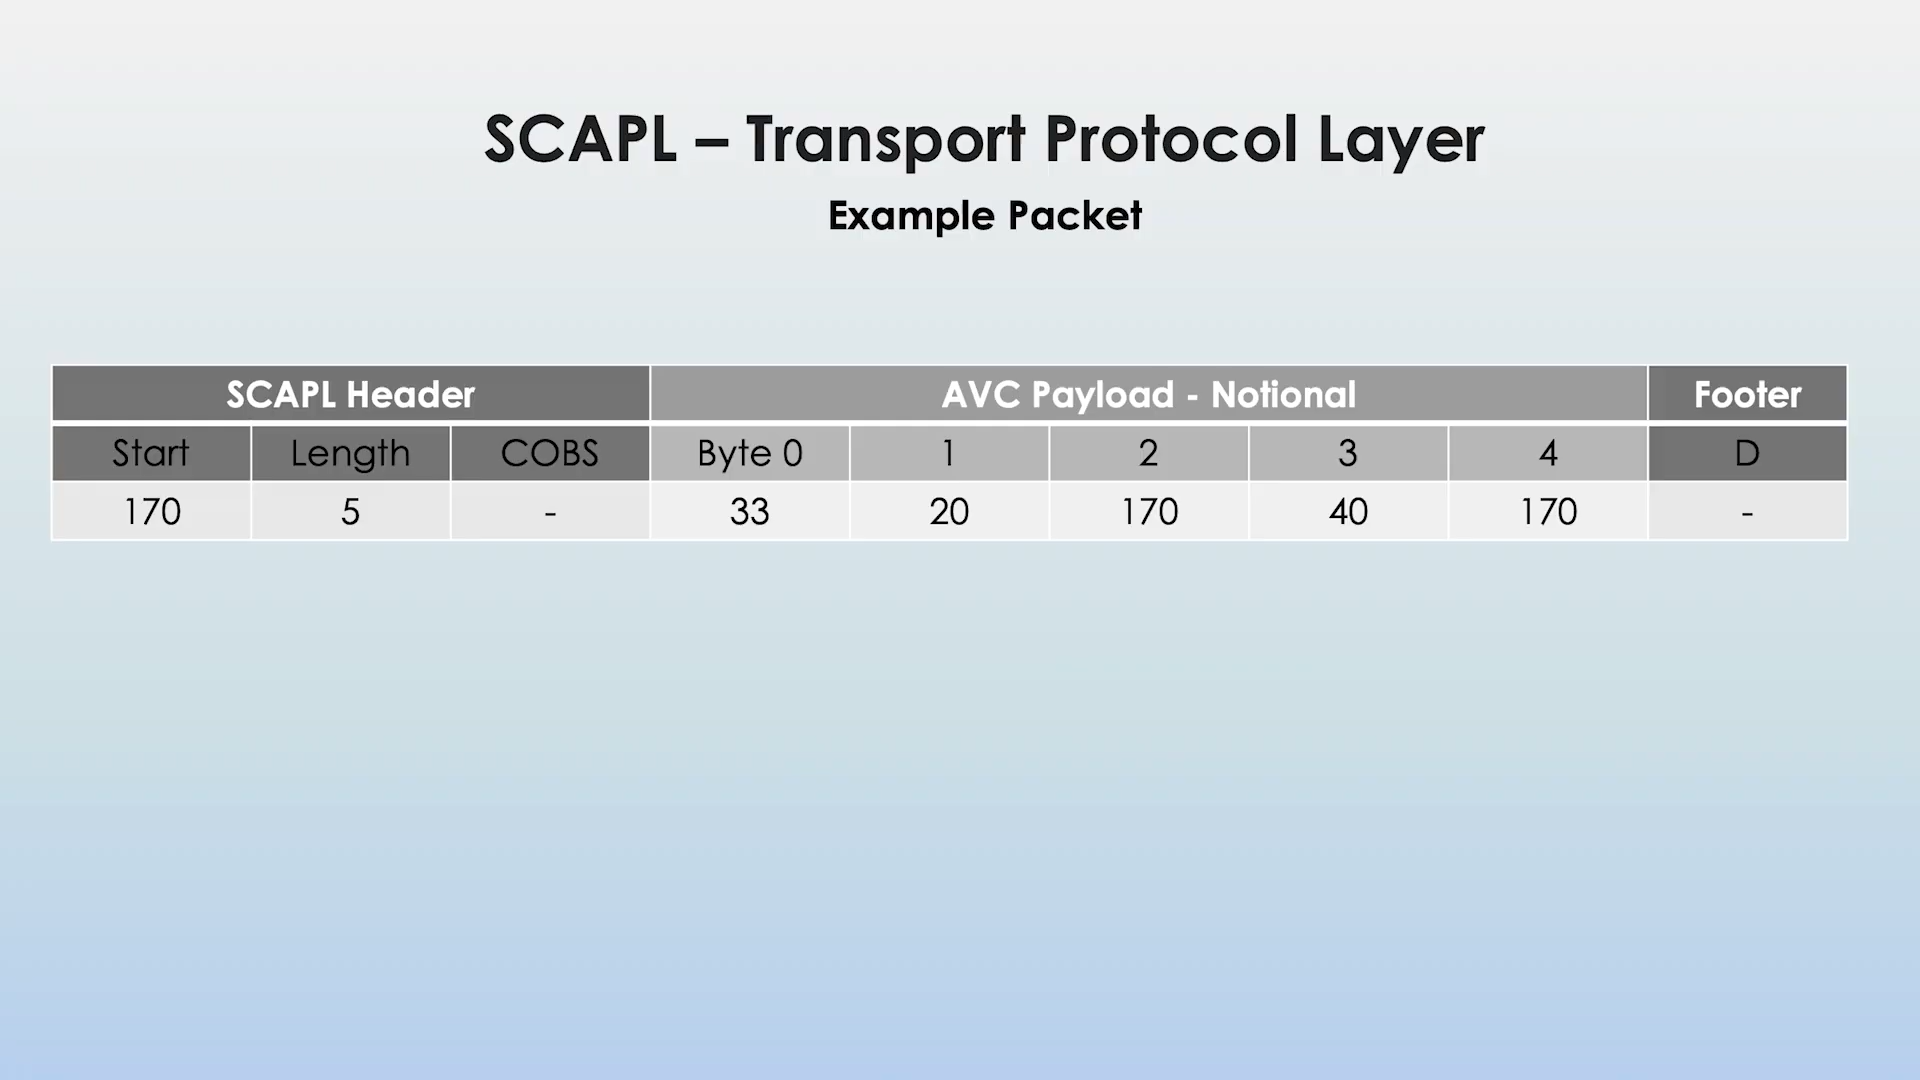 SCAPL – Transport Protocol Layer
Example Packet
SCAPL Header AVC Payload - Notional Footer
Start Length COBS Byte 0 1 2 3 4 D
170 5 - 33 20 170 40 170 -